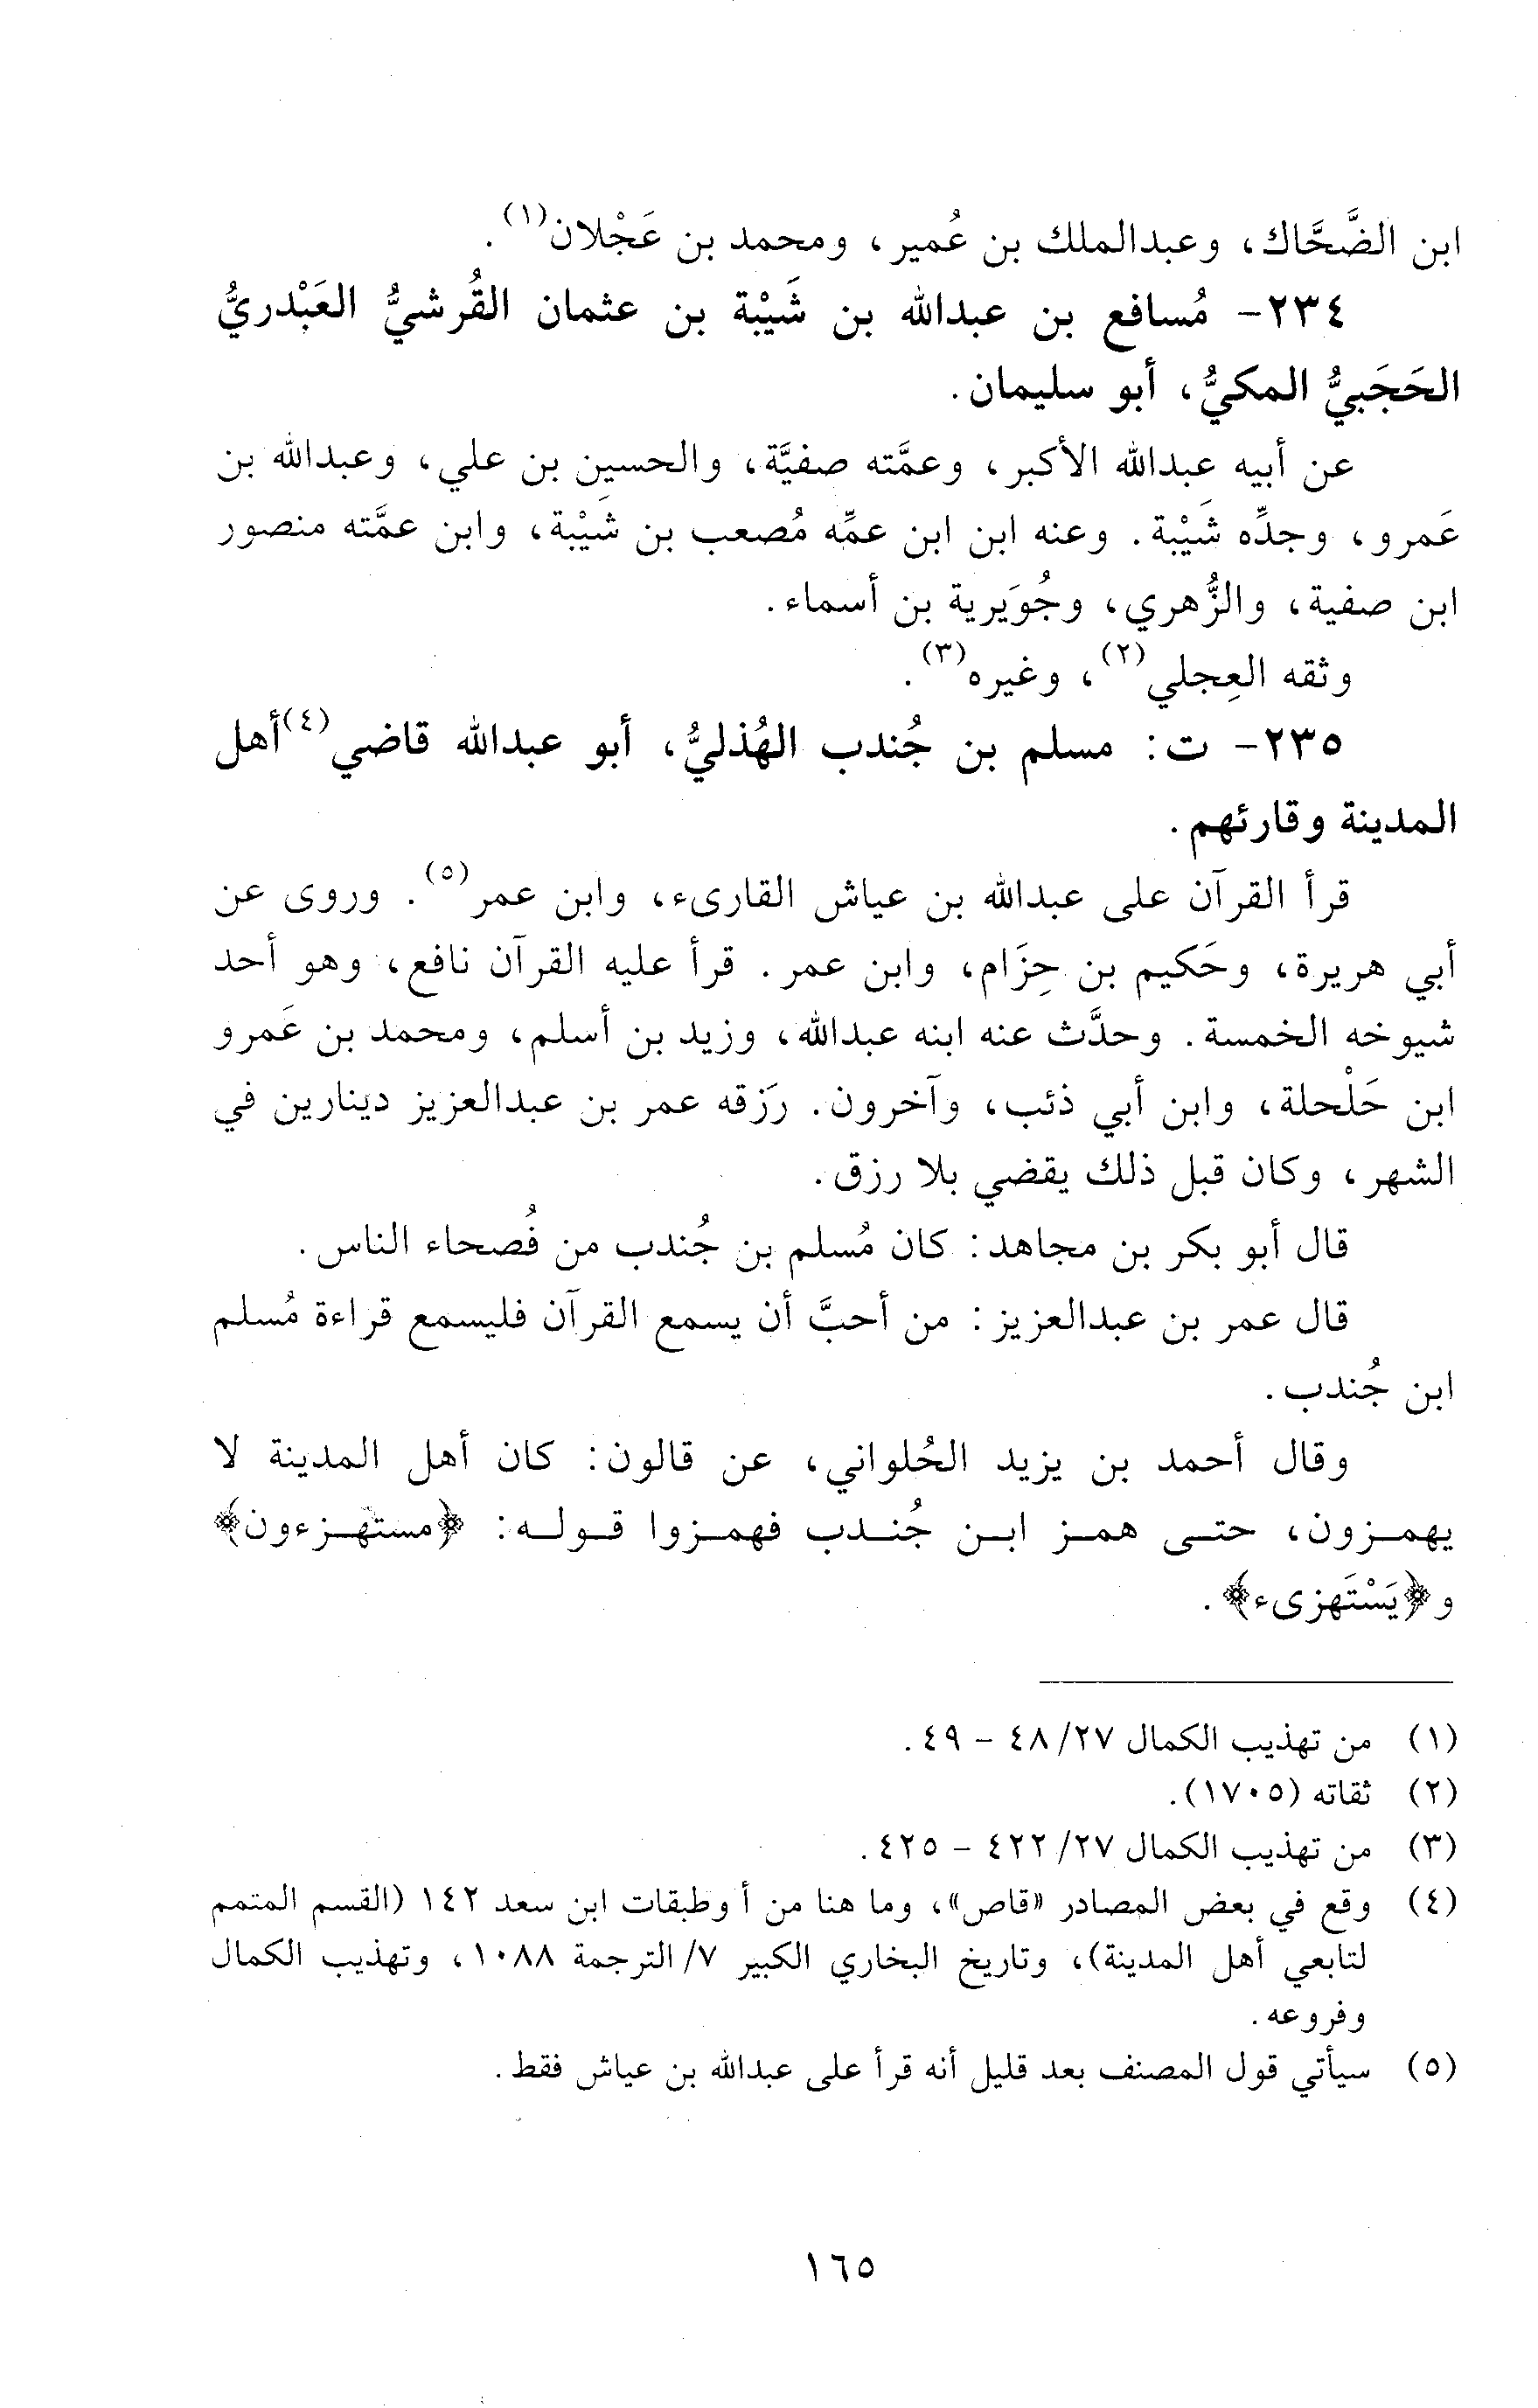 ابن الضَّحَّاك، وعبدالملك بن عُمير، ومحمد بن عَجْلان(١).
٢٣٤- مُسافع بن عبدالله بن شَيْبَة بن عثمان القُرشيُّ العَبْدريُّ
الحَجَبيُّ المكيُّ، أبو سليمان.
عن أبيه عبدالله الأكبر، وعمَّته صفيَّة، والحسين بن علي، وعبدالله بن
عَمرو، وجدِّه شَيْبة. وعنه ابن ابن عمِّه مُصعب بن شَيْبة، وابن عمَّته منصور
ابن صفية، والزُّهري، وجُوَيرية بن أسماء.
وثقه العِجلي(٢)، وغيره(٣).
٢٣٥- ت: مسلم بن جُندب الهُذليُّ، أبو عبدالله قاضي(٤) أهل
المدينة وقارئهم.
قرأ القرآن على عبدالله بن عياش القارىء، وابن عمر(٥). وروى عن
أبي هريرة، وحَكيم بن حِزَام، وابن عمر. قرأ عليه القرآن نافع، وهو أحد
شيوخه الخمسة. وحدَّث عنه ابنه عبدالله، وزيد بن أسلم، ومحمد بن عَمرو
ابن حَلْحلة، وابن أبي ذئب، وآخرون. رَزقه عمر بن عبدالعزيز دينارين في
الشهر، وكان قبل ذلك يقضي بلا رزق.
قال أبو بكر بن مجاهد: كان مُسلم بن جُندب من فُصحاء الناس.
قال عمر بن عبدالعزيز: من أحبَّ أن يسمع القرآن فليسمع قراءة مُسلم
ابن جُندب.
وقال أحمد بن يزيد الحُلواني، عن قالون: كان أهل المدينة لا
يهمزون، حتى همز ابن جُندب فهمزوا قوله: ﴿مستهزءون﴾
و﴿يَسْتَهزىء﴾.
(١) من تهذيب الكمال ٢٧/ ٤٨ - ٤٩.
(٢) ثقاته (١٧٠٥).
(٣) من تهذيب الكمال ٢٧/ ٤٢٢ - ٤٢٥.
(٤) وقع في بعض المصادر «قاص»، وما هنا من أ وطبقات ابن سعد ١٤٢ (القسم المتمم
لتابعي أهل المدينة)، وتاريخ البخاري الكبير ٧/ الترجمة ١٠٨٨، وتهذيب الكمال
وفروعه.
(٥) سيأتي قول المصنف بعد قليل أنه قرأ على عبدالله بن عياش فقط.
١٦٥